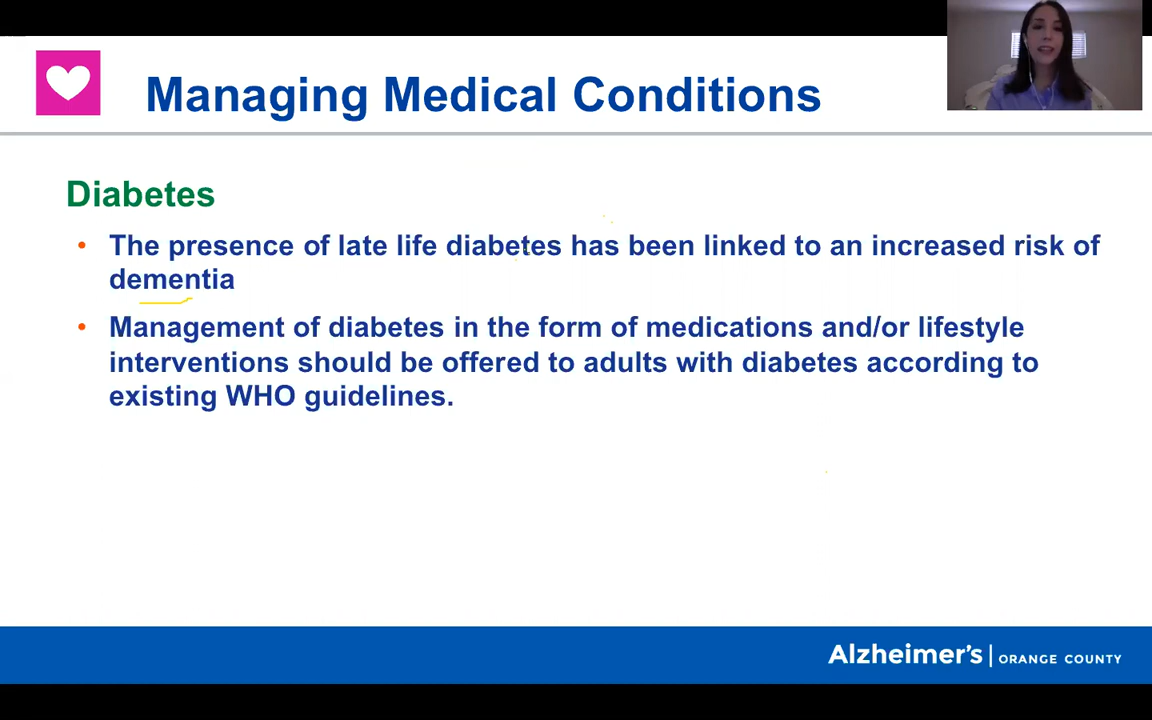 Managing Medical Conditions
Diabetes
• The presence of late life diabetes has been linked to an increased risk of
dementia
• Management of diabetes in the form of medications and/or lifestyle
interventions should be offered to adults with diabetes according to
existing WHO guidelines.
Alzheimer's | ORANGE COUNTY